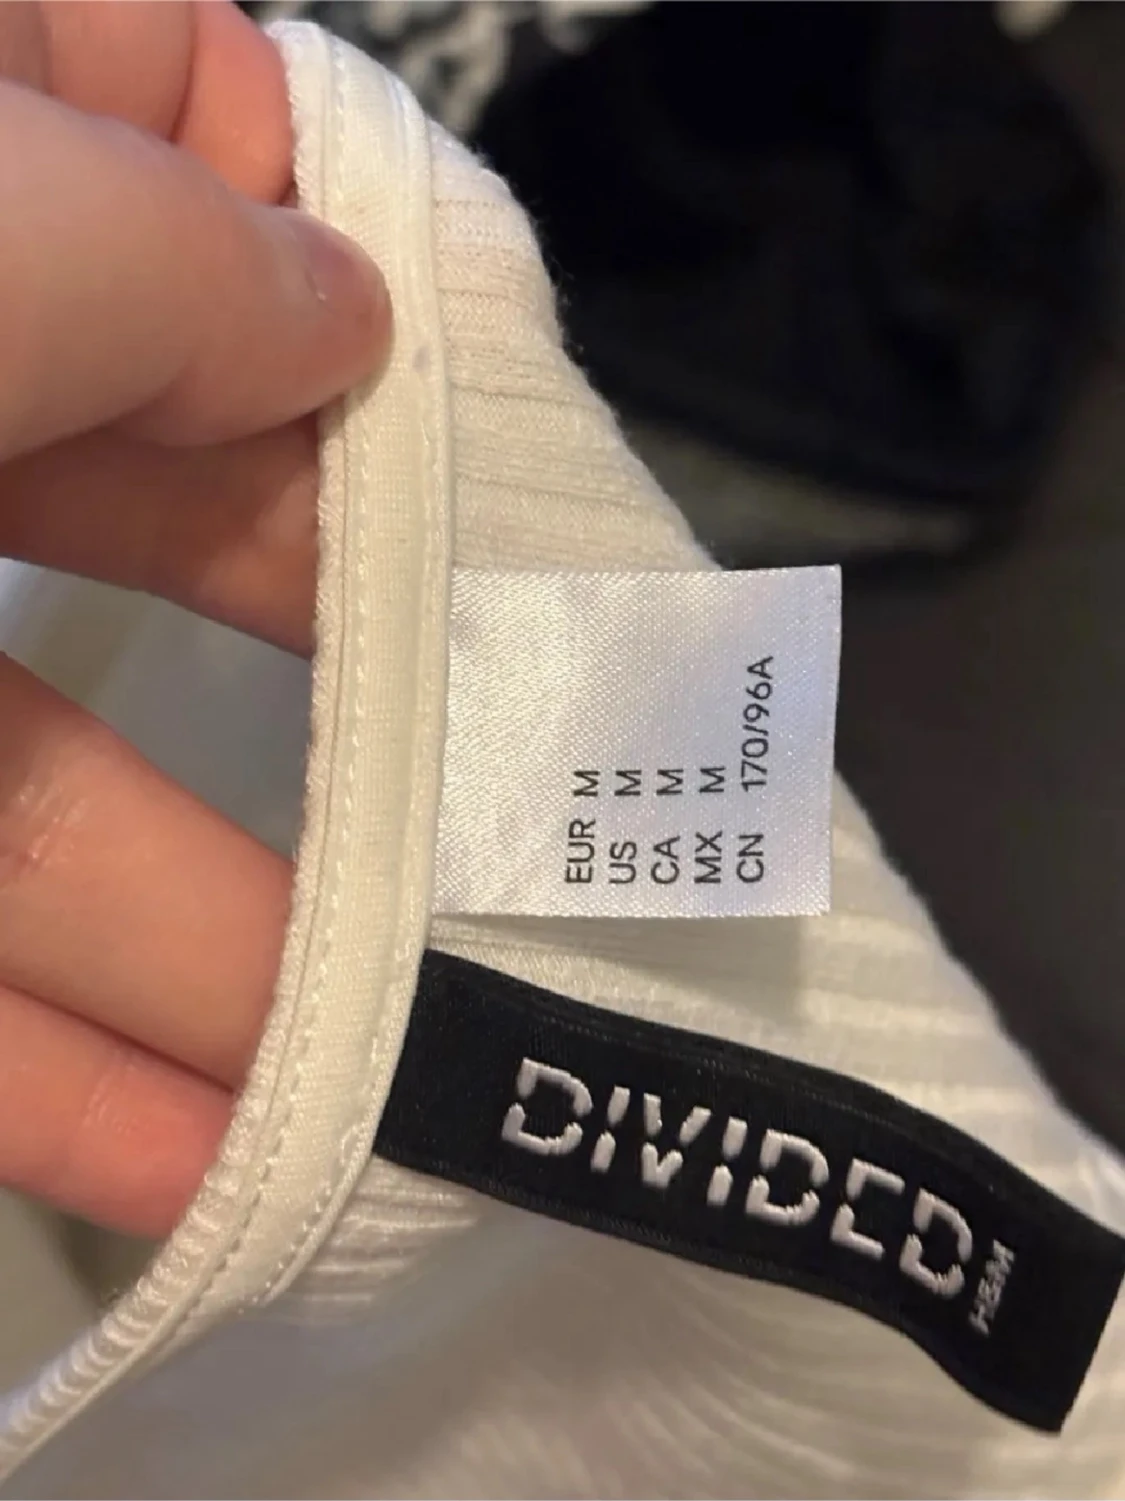 EUR M
US M
CA M
MX M
CN 170/96A
DIVIDED
H&M